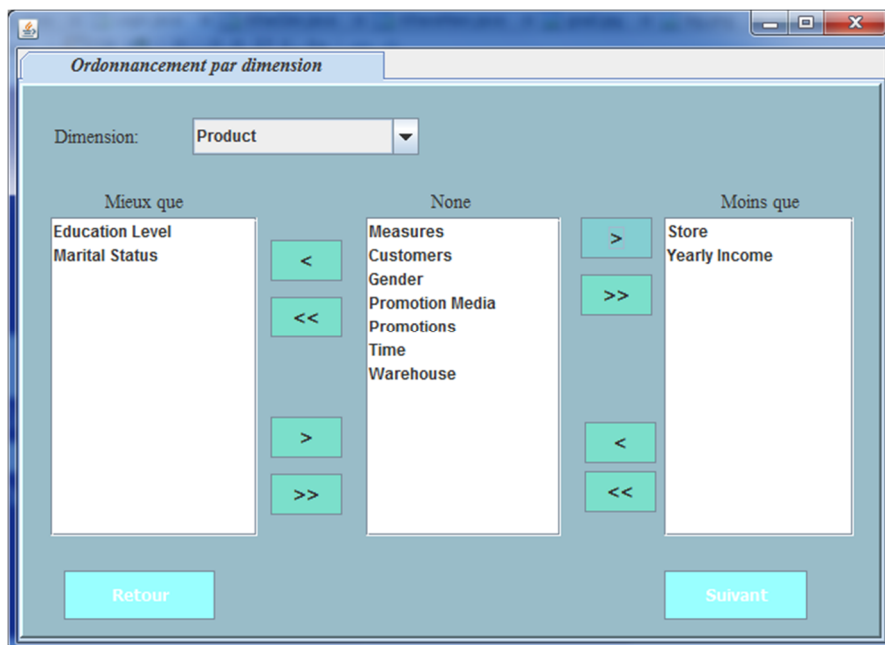 Ordonnancement par dimension
Dimension: Product
Mieux que None Moins que
Education Level
Marital Status
<
<<
>
>>
Measures
Customers
Gender
Promotion Media
Promotions
Time
Warehouse
>
>>
<
<<
Store
Yearly Income
Retour Suivant